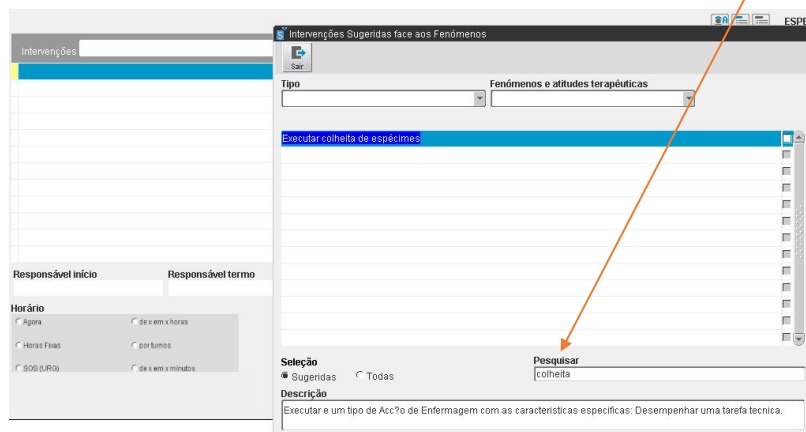 SA ESPE
Intervenções
Responsável início Responsável termo
Horário
Agora de x em x horas
Horas Fixas por turnos
SOS (URG) de x em x minutos
Intervenções Sugeridas face aos Fenómenos
Sair
Tipo Fenómenos e atitudes terapéuticas
Executar colheita de espécimes
Seleção Pesquisar
Sugeridas Todas colheita
Descrição
Executar e um tipo de Acc?o de Enfermagem com as caracteristicas especificas: Desempenhar uma tarefa tecnica.